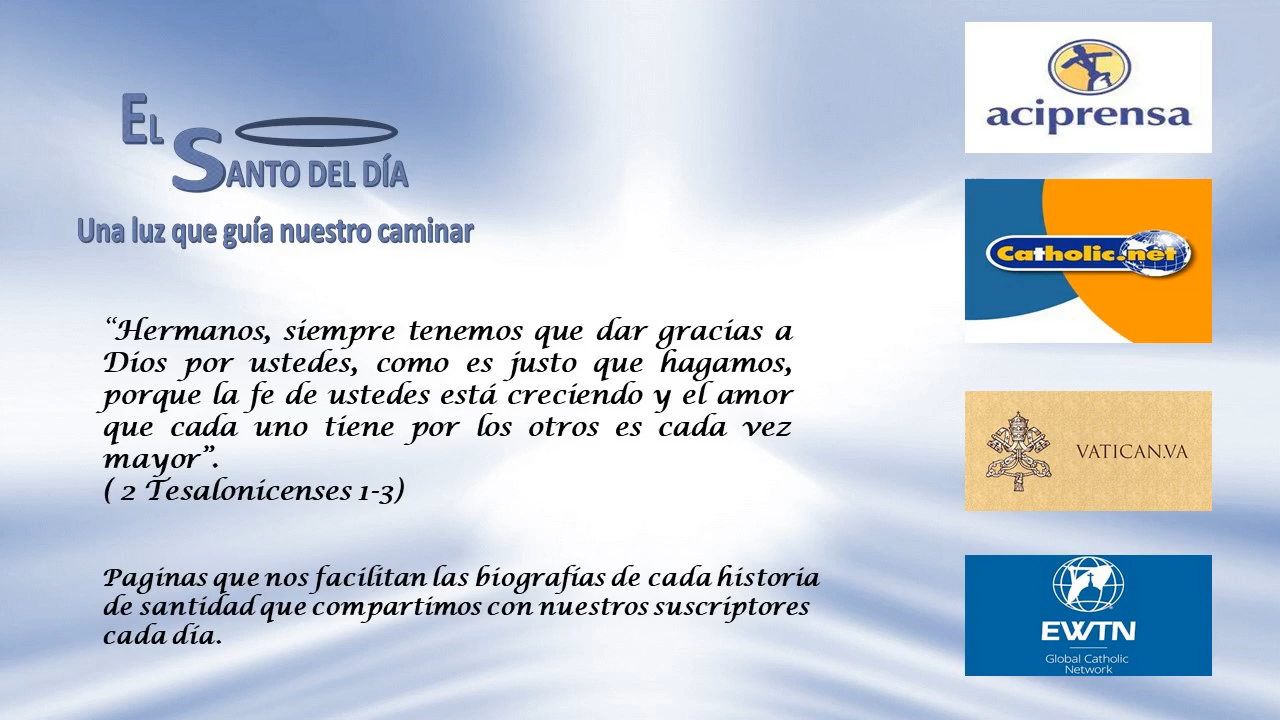 EL
SANTO DEL DÍA
Una luz que guía nuestro caminar
“Hermanos, siempre tenemos que dar gracias a
Dios por ustedes, como es justo que hagamos,
porque la fe de ustedes está creciendo y el amor
que cada uno tiene por los otros es cada vez
mayor”.
( 2 Tesalonicenses 1-3)
Paginas que nos facilitan las biografías de cada historia
de santidad que compartimos con nuestros suscriptores
cada día.
aciprensa
Catholic.net
VATICAN.VA
EWTN
Global Catholic
Network